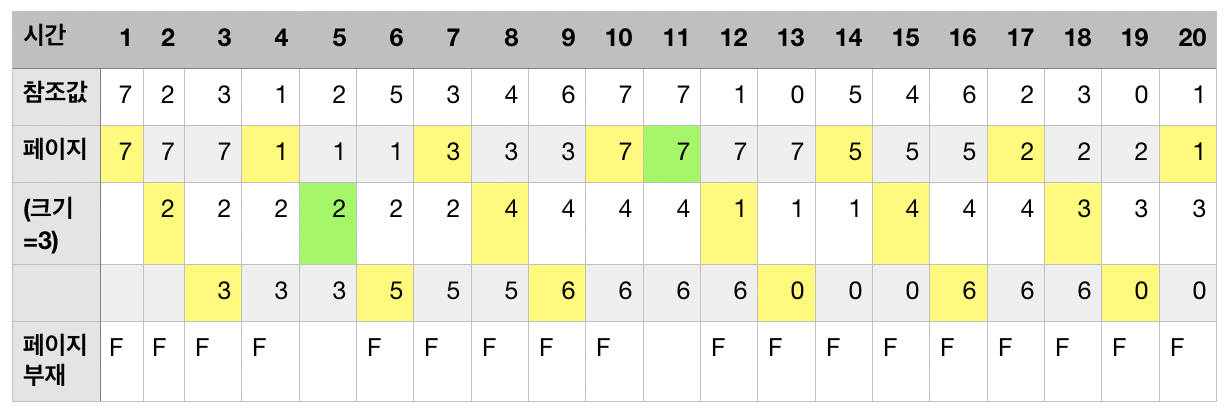 시간 1 2 3 4 5 6 7 8 9 10 11 12 13 14 15 16 17 18 19 20
참조값 7 2 3 1 2 5 3 4 6 7 7 1 0 5 4 6 2 3 0 1
페이지 7 7 7 1 1 1 3 3 3 7 7 7 7 5 5 5 2 2 2 1
(크기 2 2 2 2 2 2 4 4 4 4 1 1 1 4 4 4 3 3 3
=3)
3 3 3 5 5 5 6 6 6 6 0 0 0 6 6 6 0 0
페이지 F F F F F F F F F F F F F F F F F F
부재